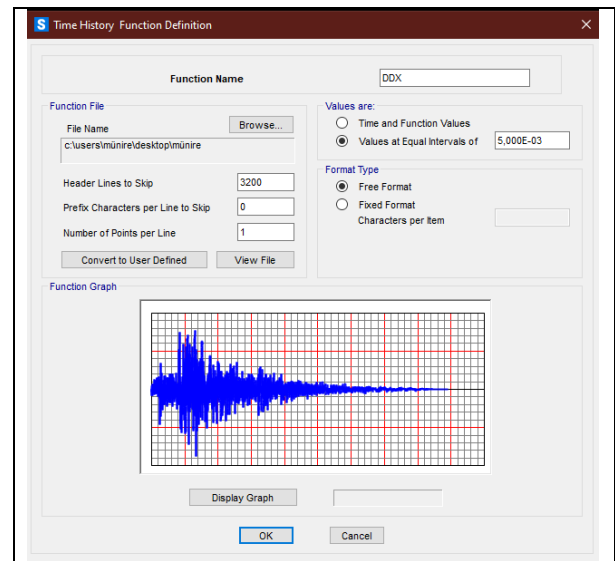 S Time History Function Definition
Function Name DDX
Function File
File Name Browse...
c:\users\münire\desktop\münire
Header Lines to Skip 3200
Prefix Characters per Line to Skip 0
Number of Points per Line 1
Convert to User Defined View File
Values are:
Time and Function Values
Values at Equal Intervals of 5,000E-03
Format Type
Free Format
Fixed Format
Characters per Item
Function Graph
Display Graph
OK Cancel